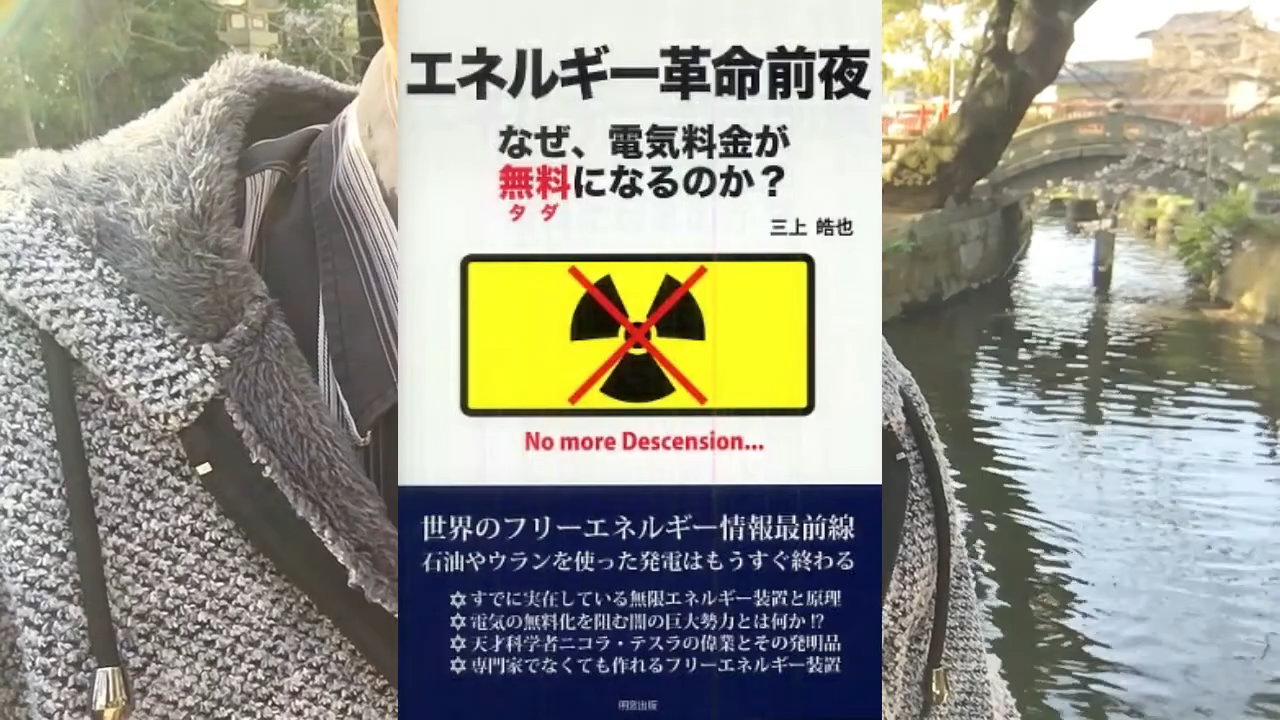 エネルギー革命前夜
なぜ、電気料金が
無料になるのか？
タダ
三上 皓也
No more Descension...
世界のフリーエネルギー情報最前線
石油やウランを使った発電はもうすぐ終わる
✡すでに実在している無限エネルギー装置と原理
✡電気の無料化を阻む闇の巨大勢力とは何か!?
✡天才科学者ニコラ・テスラの偉業とその発明品
✡専門家でなくても作れるフリーエネルギー装置
明窓出版